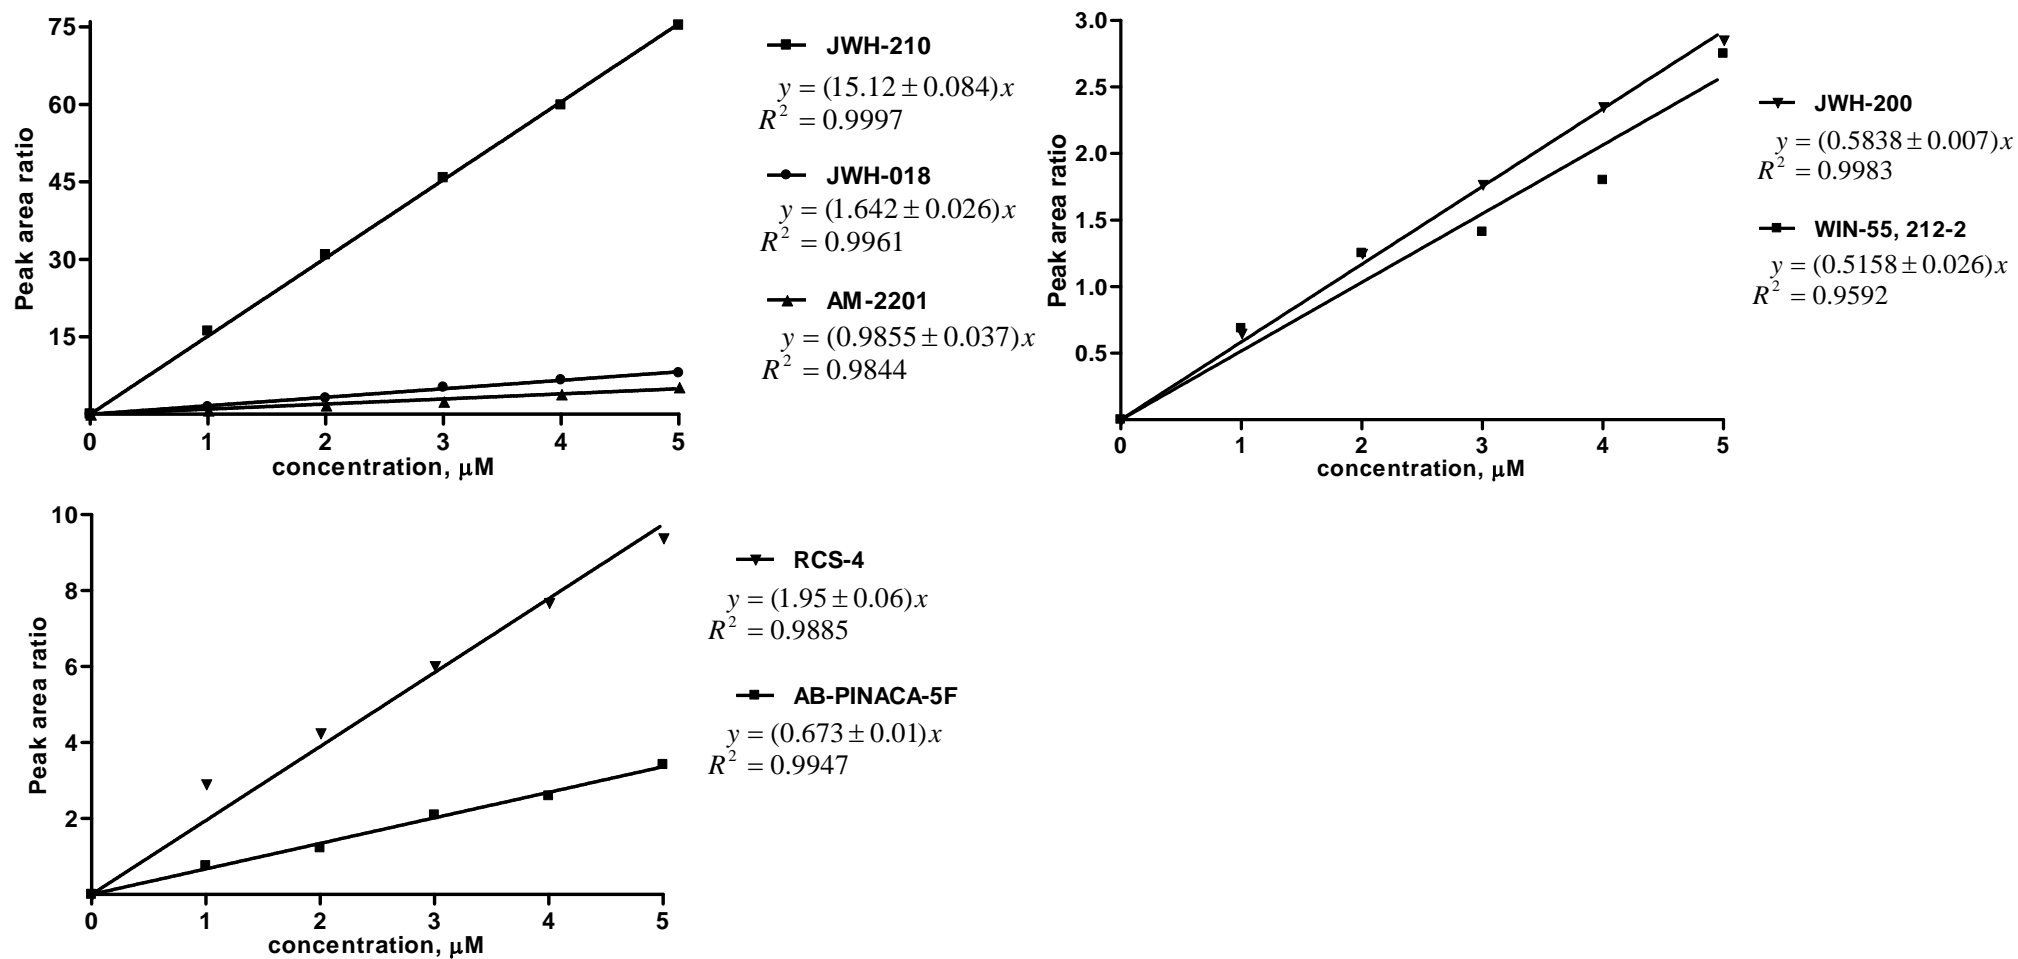 75
60
45
30
15
0 1 2 3 4 5
Peak area ratio
concentration, μM
JWH-210
y = (15.12 ± 0.084)x
R² = 0.9997
JWH-018
y = (1.642 ± 0.026)x
R² = 0.9961
AM-2201
y = (0.9855 ± 0.037)x
R² = 0.9844
3.0
2.5
2.0
1.5
1.0
0.5
0 1 2 3 4 5
Peak area ratio
concentration, μM
JWH-200
y = (0.5838 ± 0.007)x
R² = 0.9983
WIN-55, 212-2
y = (0.5158 ± 0.026)x
R² = 0.9592
10
8
6
4
2
0 1 2 3 4 5
Peak area ratio
concentration, μM
RCS-4
y = (1.95 ± 0.06)x
R² = 0.9885
AB-PINACA-5F
y = (0.673 ± 0.01)x
R² = 0.9947